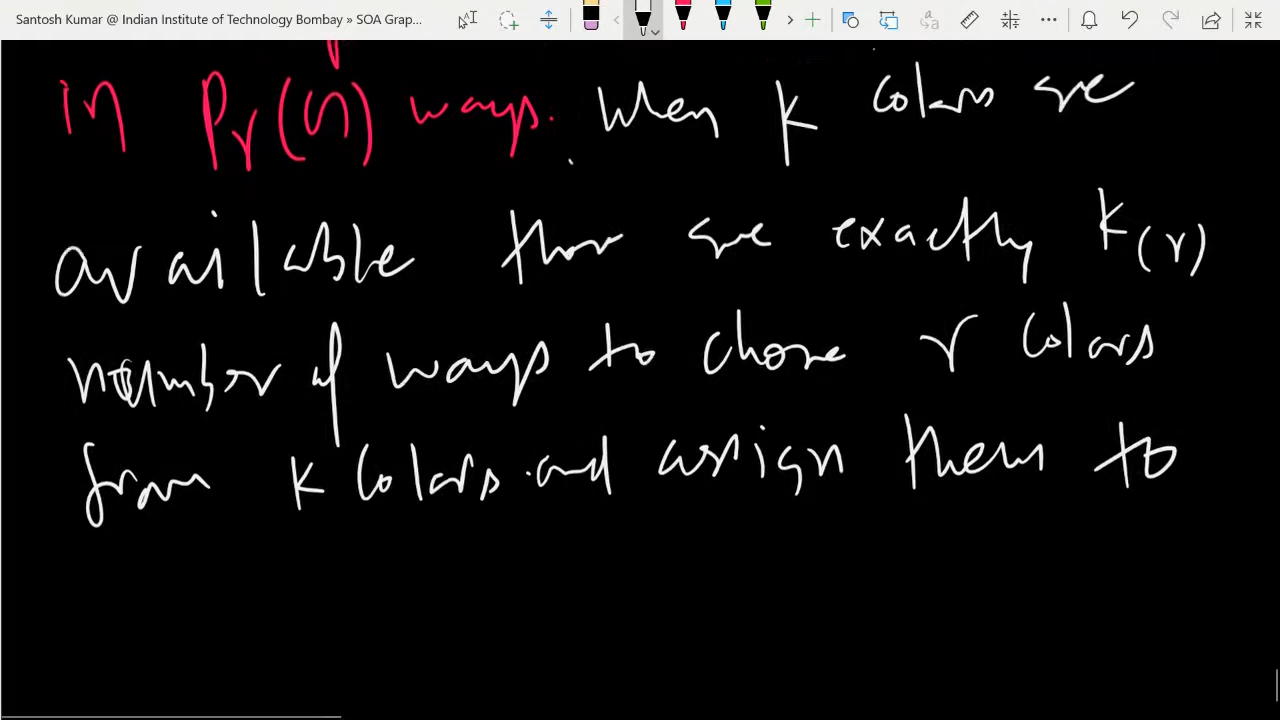 Santosh Kumar @ Indian Institute of Technology Bombay » SOA Grap...
in Pr(G) ways. When K colors are
available there are exactly K(r)
number of ways to choose r colors
from K colors and assign them to